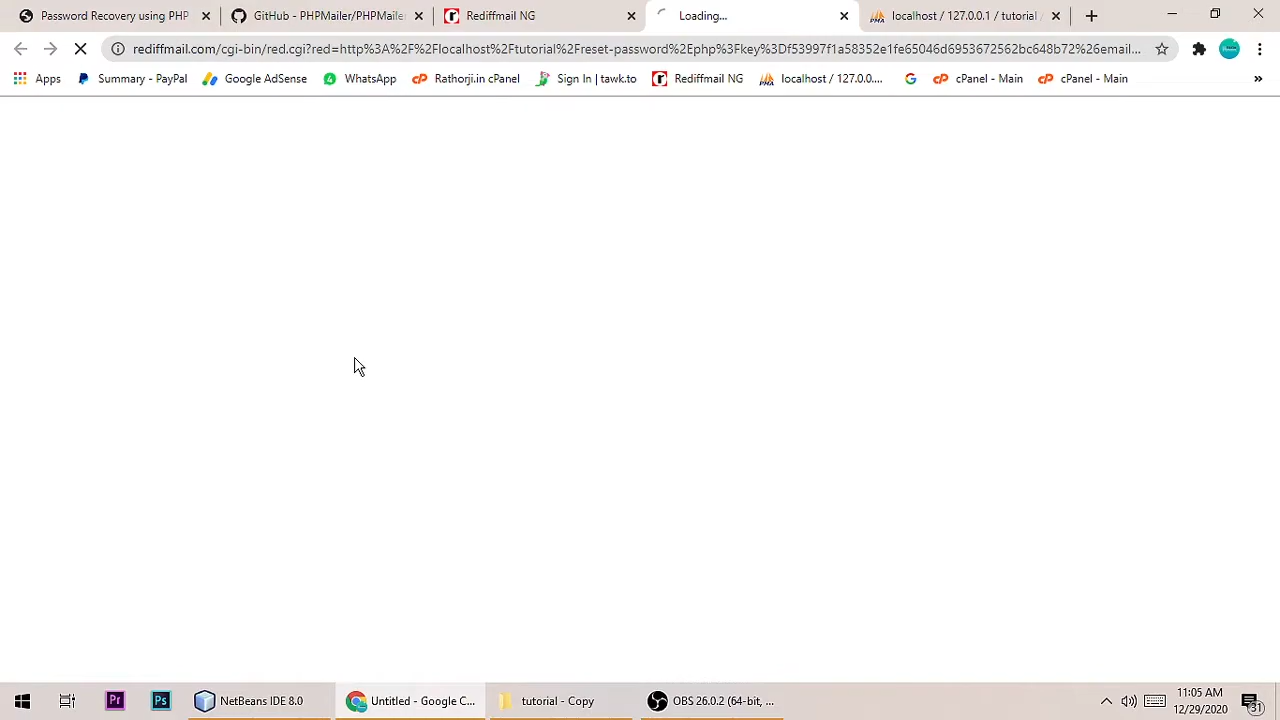 Password Recovery using PHP
GitHub - PHPMailer/PHPMaile
Rediffmail NG
Loading...
localhost / 127.0.0.1 / tutorial /
rediffmail.com/cgi-bin/red.cgi?red=http%3A%2F%2Flocalhost%2Ftutorial%2Freset-password%2Ephp%3Fkey%3Df53997f1a58352e1fe65046d6953672562bc648b72%26email...
Apps
Summary - PayPal
Google AdSense
WhatsApp
Rathorji.in cPanel
Sign In | tawk.to
Rediffmail NG
localhost / 127.0.0....
cPanel - Main
cPanel - Main
»
NetBeans IDE 8.0
Untitled - Google C...
tutorial - Copy
OBS 26.0.2 (64-bit, ...
11:05 AM
12/29/2020
31